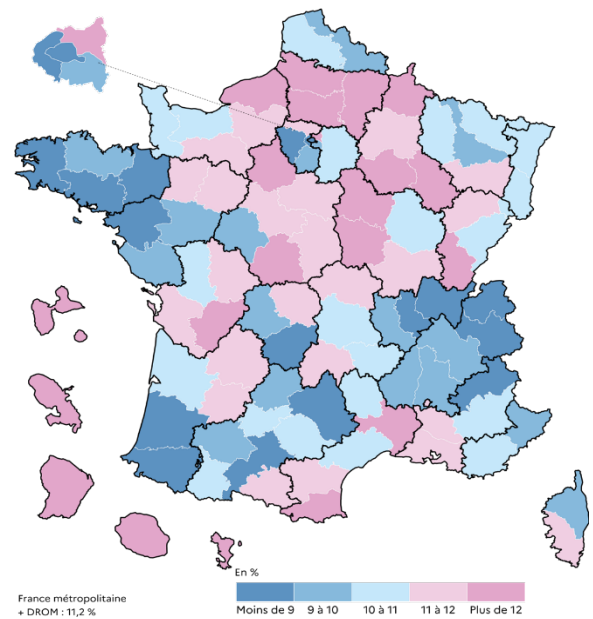 En %
Moins de 9 9 à 10 10 à 11 11 à 12 Plus de 12
France métropolitaine
+ DROM : 11,2 %